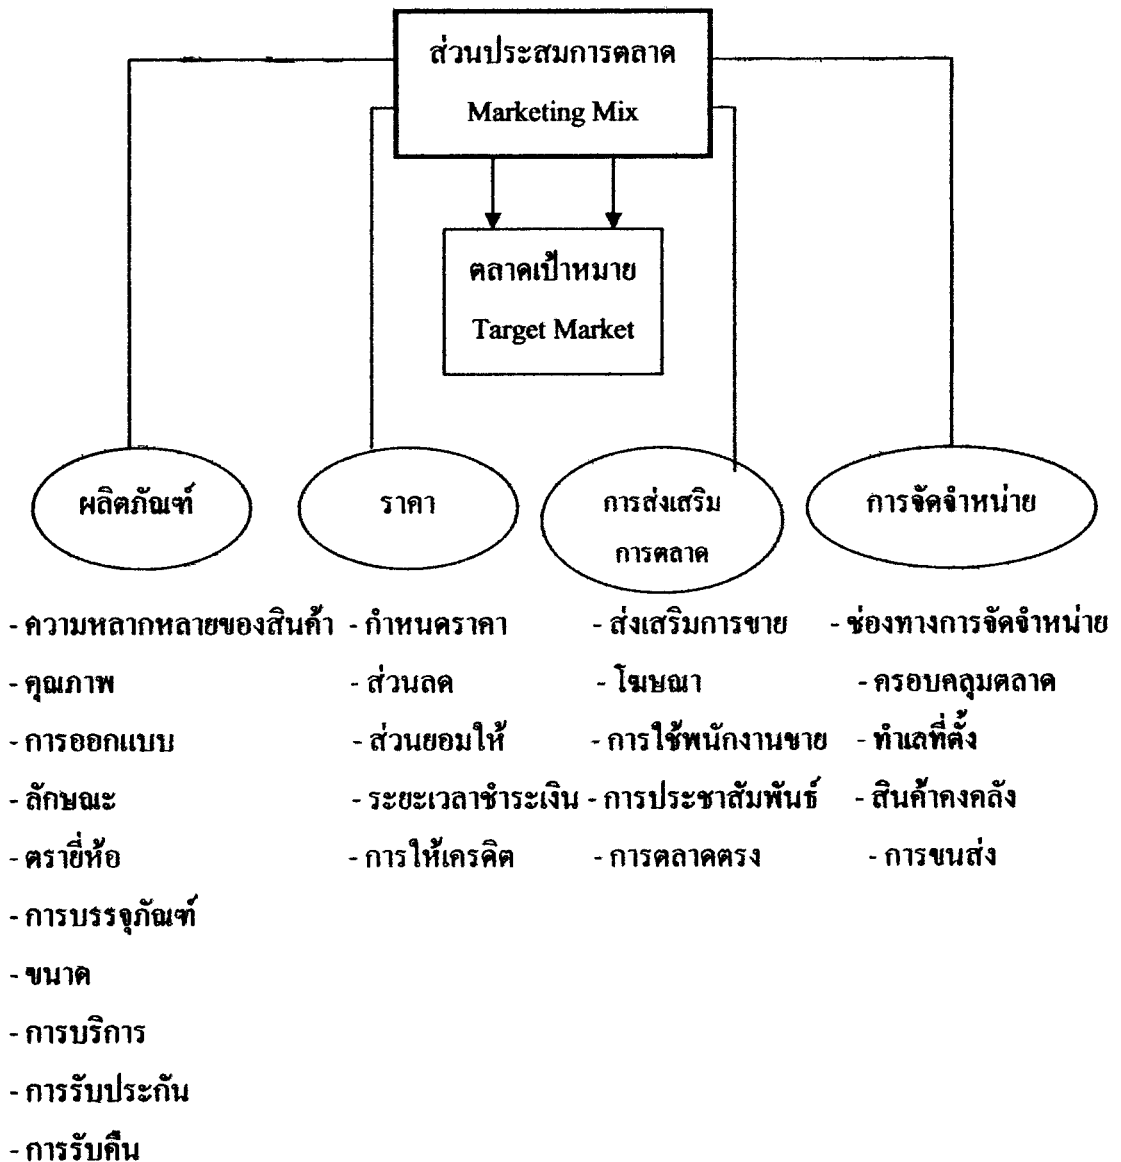 ส่วนประสมการตลาด
Marketing Mix
ตลาดเป้าหมาย
Target Market
ผลิตภัณฑ์
ราคา
การส่งเสริม
การตลาด
การจัดจำหน่าย
- ความหลากหลายของสินค้า
- คุณภาพ
- การออกแบบ
- ลักษณะ
- ตรายี่ห้อ
- การบรรจุภัณฑ์
- ขนาด
- การบริการ
- การรับประกัน
- การรับคืน
- กำหนดราคา
- ส่วนลด
- ส่วนยอมให้
- ระยะเวลาชำระเงิน
- การให้เครดิต
- ส่งเสริมการขาย
- โฆษณา
- การใช้พนักงานขาย
- การประชาสัมพันธ์
- การตลาดตรง
- ช่องทางการจัดจำหน่าย
- ครอบคลุมตลาด
- ทำเลที่ตั้ง
- สินค้าคงคลัง
- การขนส่ง